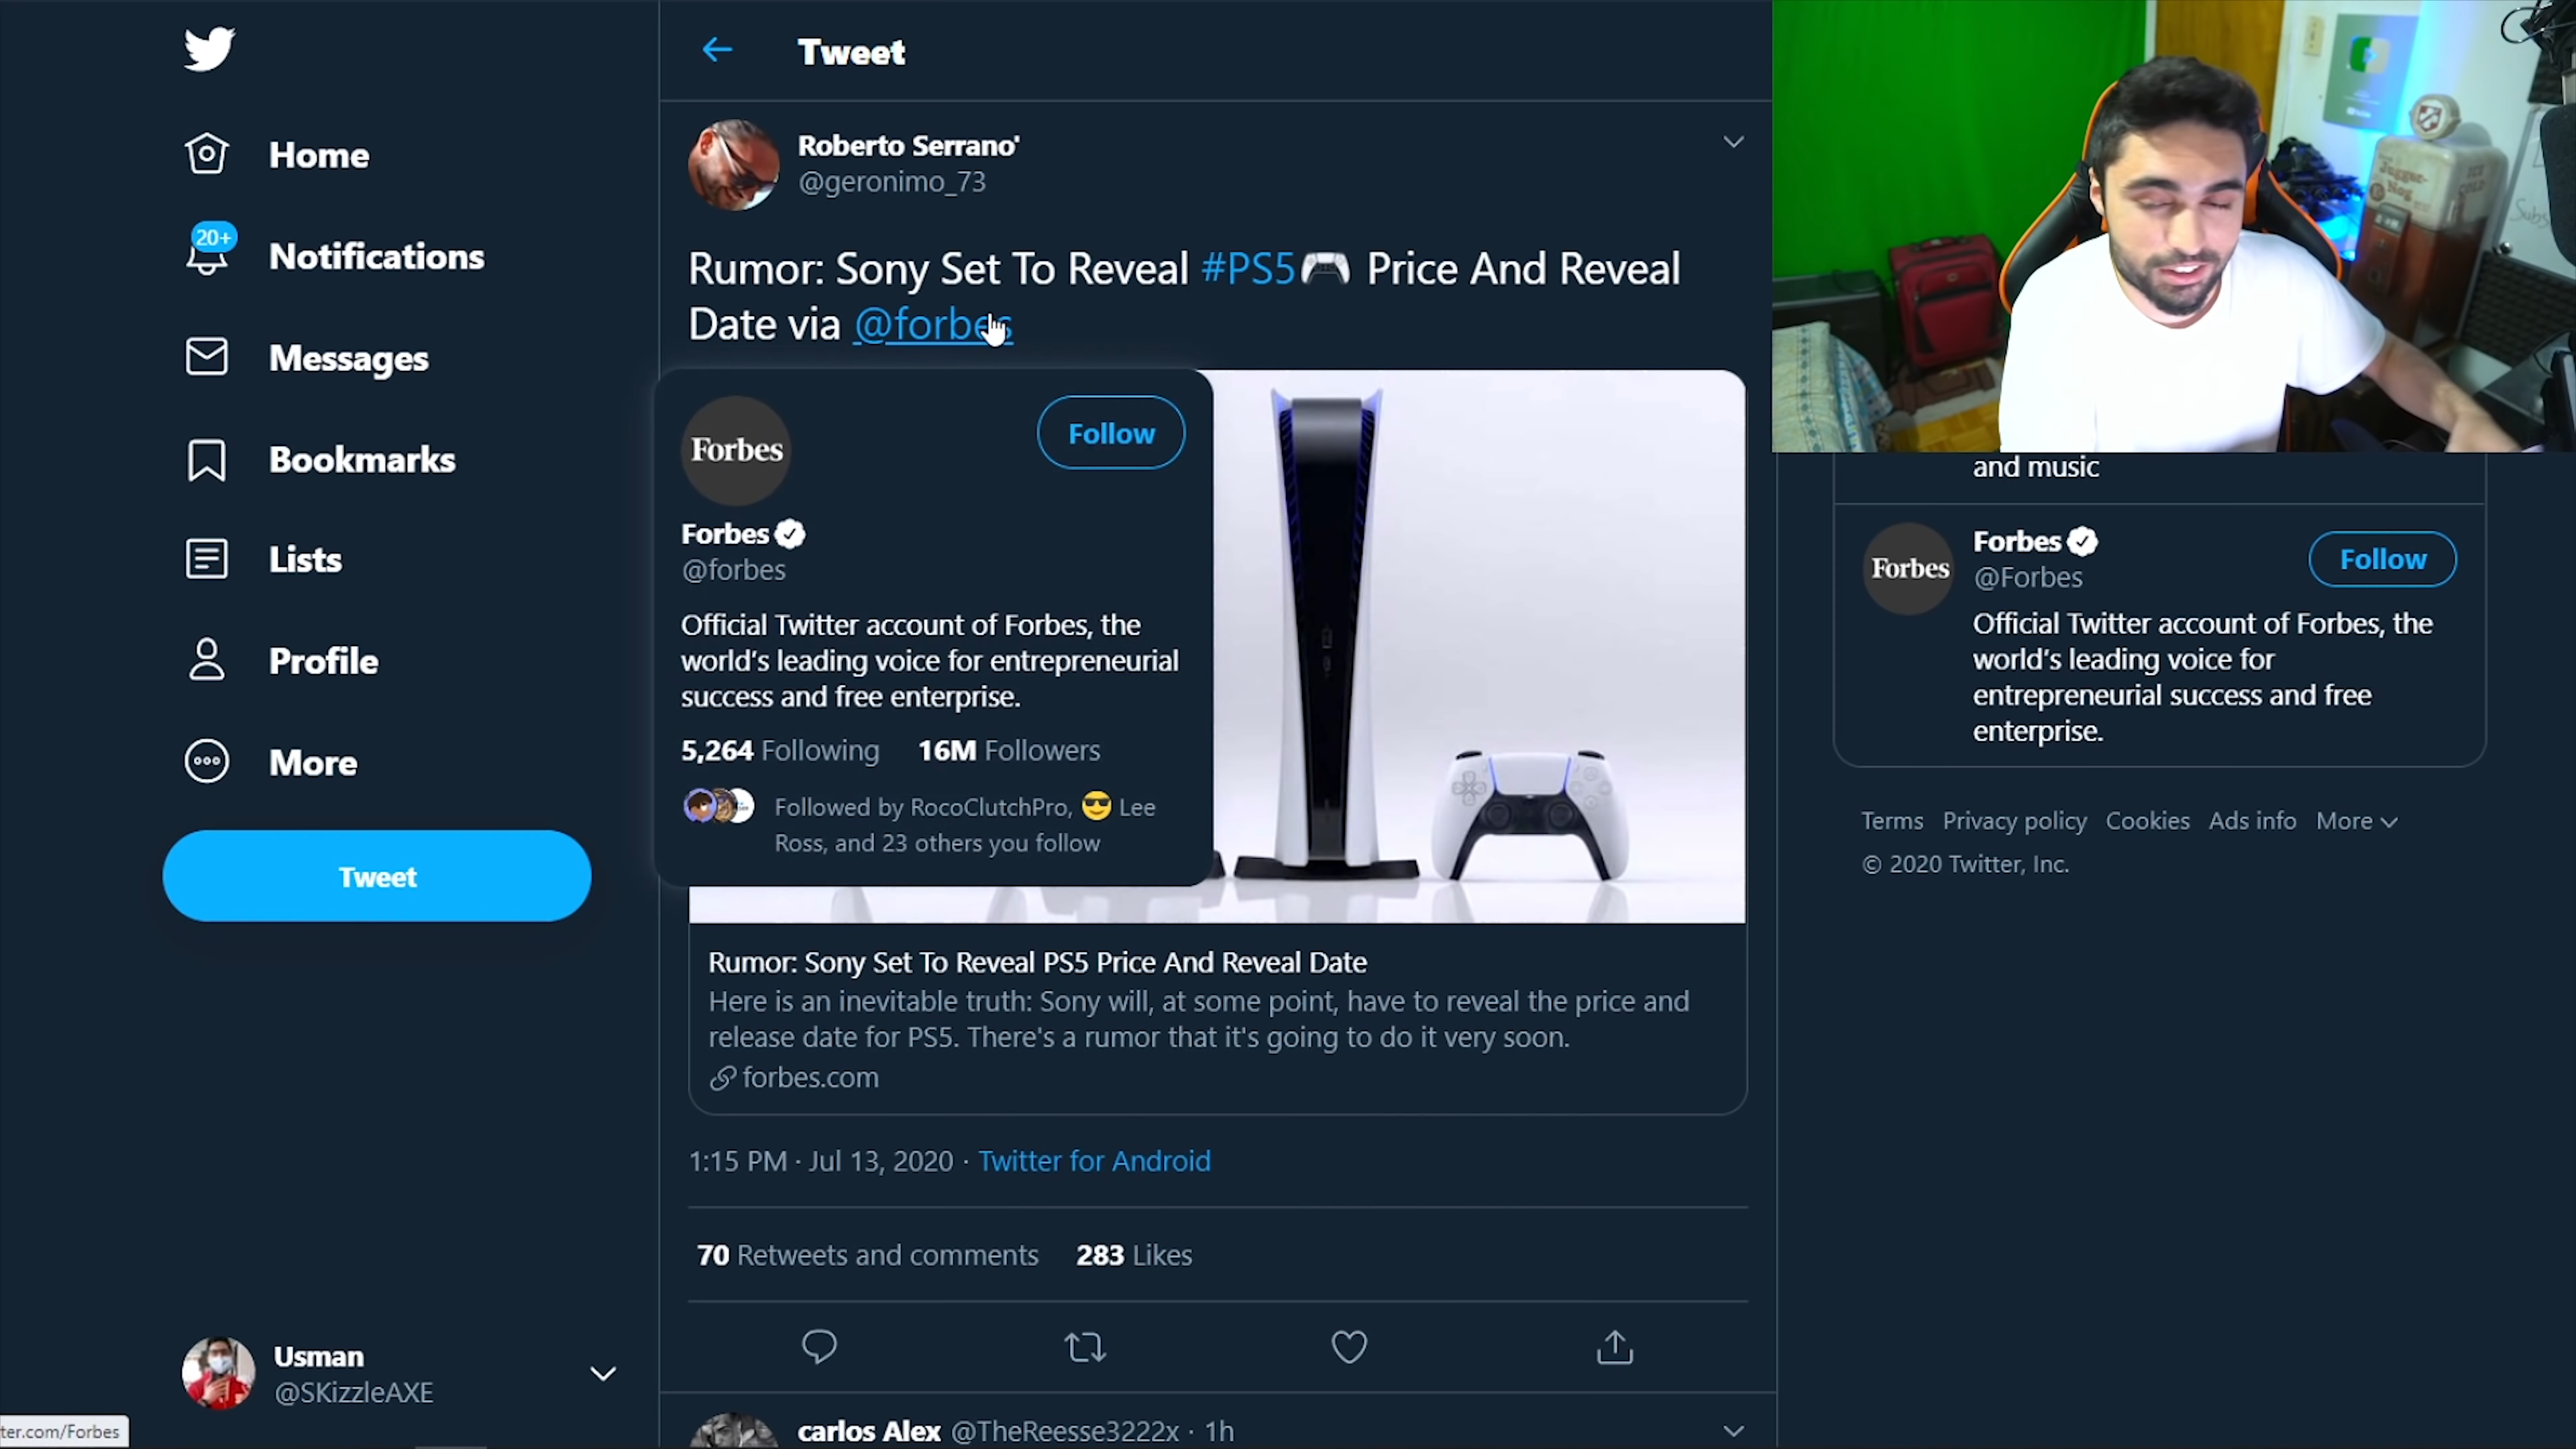 Home
20+
Notifications
Messages
Bookmarks
Lists
Profile
More
Tweet
Usman
@SKizzleAXE
ter.com/Forbes
Tweet
Roberto Serrano'
@geronimo_73
Rumor: Sony Set To Reveal #PS5 Price And Reveal
Date via @forbes
Forbes
Follow
Forbes
@forbes
Official Twitter account of Forbes, the
world's leading voice for entrepreneurial
success and free enterprise.
5,264 Following 16M Followers
Followed by RocoClutchPro, 😎 Lee
Ross, and 23 others you follow
Rumor: Sony Set To Reveal PS5 Price And Reveal Date
Here is an inevitable truth: Sony will, at some point, have to reveal the price and
release date for PS5. There's a rumor that it's going to do it very soon.
forbes.com
1:15 PM · Jul 13, 2020 · Twitter for Android
70 Retweets and comments 283 Likes
carlos Alex @TheReesse3222x · 1h
Jugger-
Nog
ICE
COLD
Subs
and music
Forbes
Forbes
@Forbes
Follow
Official Twitter account of Forbes, the
world's leading voice for
entrepreneurial success and free
enterprise.
Terms Privacy policy Cookies Ads info More
© 2020 Twitter, Inc.